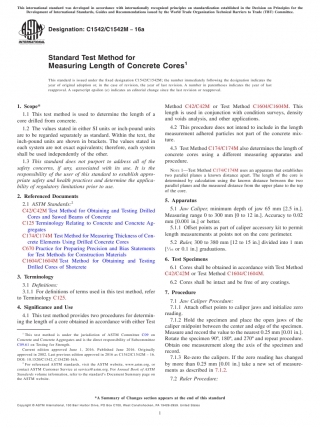 This international standard was developed in accordance with internationally recognized principles on standardization established in the Decision on Principles for the
Development of International Standards, Guides and Recommendations issued by the World Trade Organization Technical Barriers to Trade (TBT) Committee.
Designation: C1542/C1542M − 16a
INTERNATIONAL
Standard Test Method for
Measuring Length of Concrete Cores¹
This standard is issued under the fixed designation C1542/C1542M; the number immediately following the designation indicates the
year of original adoption or, in the case of revision, the year of last revision. A number in parentheses indicates the year of last
reapproval. A superscript epsilon (ε) indicates an editorial change since the last revision or reapproval.
1. Scope*
1.1 This test method is used to determine the length of a
core drilled from concrete.
1.2 The values stated in either SI units or inch-pound units
are to be regarded separately as standard. Within the text, the
inch-pound units are shown in brackets. The values stated in
each system are not exact equivalents; therefore, each system
shall be used independently of the other.
1.3 This standard does not purport to address all of the
safety concerns, if any, associated with its use. It is the
responsibility of the user of this standard to establish appro-
priate safety and health practices and determine the applica-
bility of regulatory limitations prior to use.
2. Referenced Documents
2.1 ASTM Standards:²
C42/C42M Test Method for Obtaining and Testing Drilled
Cores and Sawed Beams of Concrete
C125 Terminology Relating to Concrete and Concrete Ag-
gregates
C174/C174M Test Method for Measuring Thickness of Con-
crete Elements Using Drilled Concrete Cores
C670 Practice for Preparing Precision and Bias Statements
for Test Methods for Construction Materials
C1604/C1604M Test Method for Obtaining and Testing
Drilled Cores of Shotcrete
3. Terminology
3.1 Definitions:
3.1.1 For definitions of terms used in this test method, refer
to Terminology C125.
4. Significance and Use
4.1 This test method provides two procedures for determin-
ing the length of a core obtained in accordance with either Test
¹ This test method is under the jurisdiction of ASTM Committee C09 on
Concrete and Concrete Aggregates and is the direct responsibility of Subcommittee
C09.61 on Testing for Strength.
Current edition approved June 1, 2016. Published June 2016. Originally
approved in 2002. Last previous edition approved in 2016 as C1542/C1542M – 16.
DOI: 10.1520/C1542_C1542M-16A.
² For referenced ASTM standards, visit the ASTM website, www.astm.org, or
contact ASTM Customer Service at service@astm.org. For Annual Book of ASTM
Standards volume information, refer to the standard's Document Summary page on
the ASTM website.
Method C42/C42M or Test Method C1604/C1604M. This
length is used in conjunction with condition surveys, density
and voids analysis, and other applications.
4.2 This procedure does not intend to include in the length
measurement adhered particles not part of the concrete mix-
ture.
4.3 Test Method C174/C174M also determines the length of
concrete cores using a different measuring apparatus and
procedure.
NOTE 1—Test Method C174/C174M uses an apparatus that establishes
two parallel planes a known distance apart. The length of the core is
determined by calculation using the known distance between the two
parallel planes and the measured distance from the upper plane to the top
of the core.
5. Apparatus
5.1 Jaw Caliper, minimum depth of jaw 65 mm [2.5 in.].
Measuring range 0 to 300 mm [0 to 12 in.]. Accuracy to 0.02
mm [0.001 in.] or better.
5.1.1 Offset points as part of caliper accessory kit to permit
length measurements at points not on the core perimeter.
5.2 Rules, 300 to 380 mm [12 to 15 in.] divided into 1 mm
[1⁄16 or 0.1 in.] graduations.
6. Test Specimens
6.1 Cores shall be obtained in accordance with Test Method
C42/C42M or Test Method C1604/C1604M.
6.2 Cores shall be intact and be free of any coatings.
7. Procedure
7.1 Jaw Caliper Procedure:
7.1.1 Attach offset points to caliper jaws and initialize zero
reading.
7.1.2 Hold the specimen and place the open jaws of the
caliper midpoint between the center and edge of the specimen.
Measure and record the value to the nearest 0.25 mm [0.01 in.].
Rotate the specimen 90°, 180°, and 270° and repeat procedure.
Obtain one measurement along the axis of the specimen and
record.
7.1.3 Re-zero the calipers. If the zero reading has changed
by more than 0.25 mm [0.01 in.] take a new set of measure-
ments as described in 7.1.2.
7.2 Ruler Procedure:
*A Summary of Changes section appears at the end of this standard
Copyright © ASTM International, 100 Barr Harbor Drive, PO Box C700, West Conshohocken, PA 19428-2959. United States
1